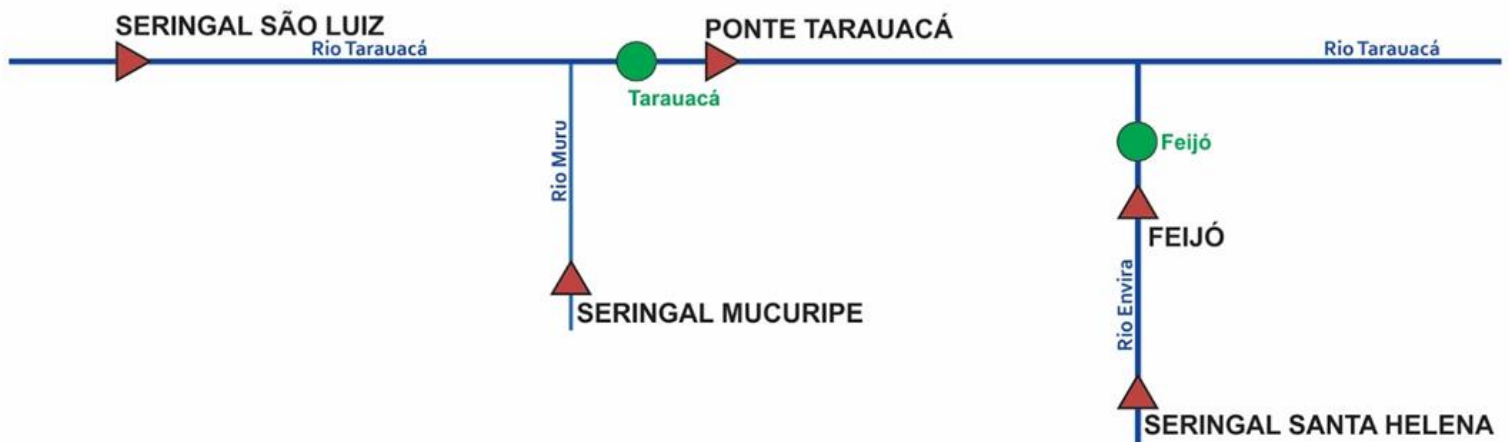 SERINGAL SÃO LUIZ
Rio Tarauacá
PONTE TARAUACÁ
Rio Tarauacá
Tarauacá
Rio Muru
Feijó
FEIJÓ
SERINGAL MUCURIPE
Rio Envira
SERINGAL SANTA HELENA